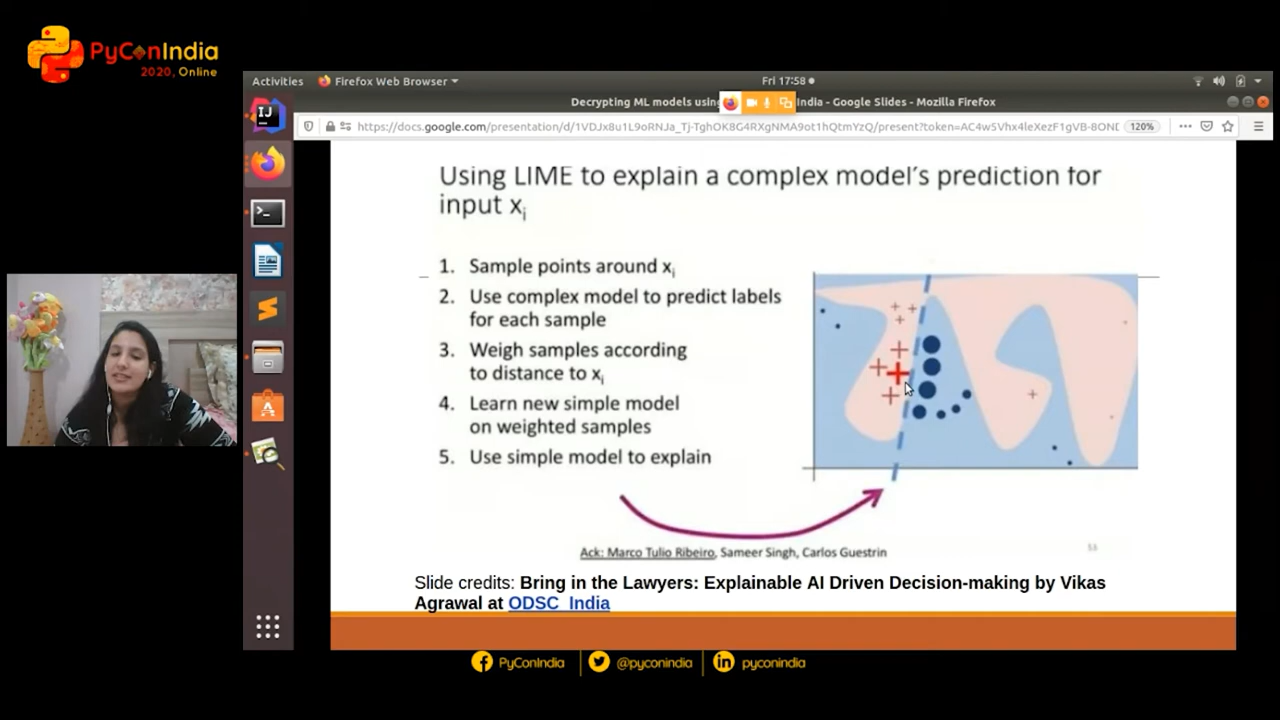 PyConIndia
2020, Online
Activities
Firefox Web Browser
Fri 17:58
Decrypting ML models using
India - Google Slides - Mozilla Firefox
120%
Using LIME to explain a complex model's prediction for
input xi
1. Sample points around xi
2. Use complex model to predict labels
for each sample
3. Weigh samples according
to distance to xi
4. Learn new simple model
on weighted samples
5. Use simple model to explain
Ack: Marco Tulio Ribeiro, Sameer Singh, Carlos Guestrin
Slide credits: Bring in the Lawyers: Explainable AI Driven Decision-making by Vikas
Agrawal at ODSC India
PyConIndia
@pyconindia
pyconindia